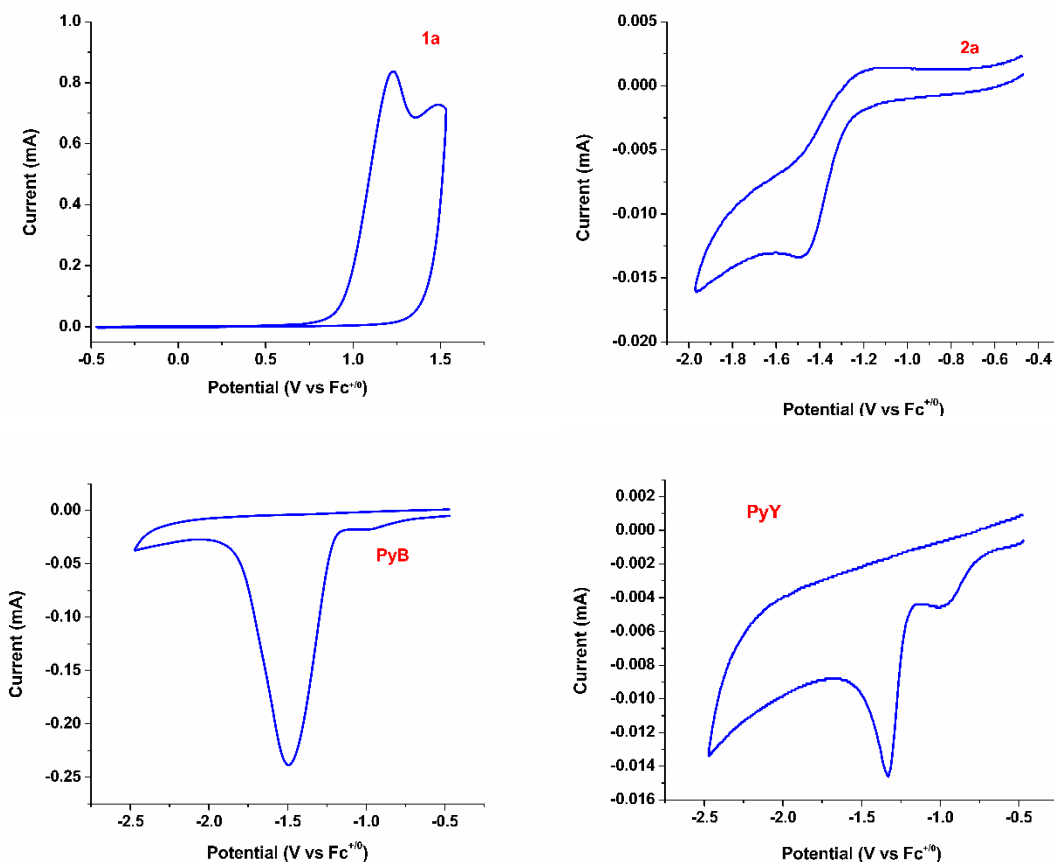 1a
Current (mA)
1.0
0.8
0.6
0.4
0.2
0.0
-0.5 0.0 0.5 1.0 1.5
Potential (V vs Fc+/0)
2a
Current (mA)
0.005
0.000
-0.005
-0.010
-0.015
-0.020
-2.0 -1.8 -1.6 -1.4 -1.2 -1.0 -0.8 -0.6 -0.4
Potential (V vs Fc+/0)
PyB
Current (mA)
0.00
-0.05
-0.10
-0.15
-0.20
-0.25
-2.5 -2.0 -1.5 -1.0 -0.5
Potential (V vs Fc+/0)
PyY
Current (mA)
0.002
0.000
-0.002
-0.004
-0.006
-0.008
-0.010
-0.012
-0.014
-0.016
-2.5 -2.0 -1.5 -1.0 -0.5
Potential (V vs Fc+/0)